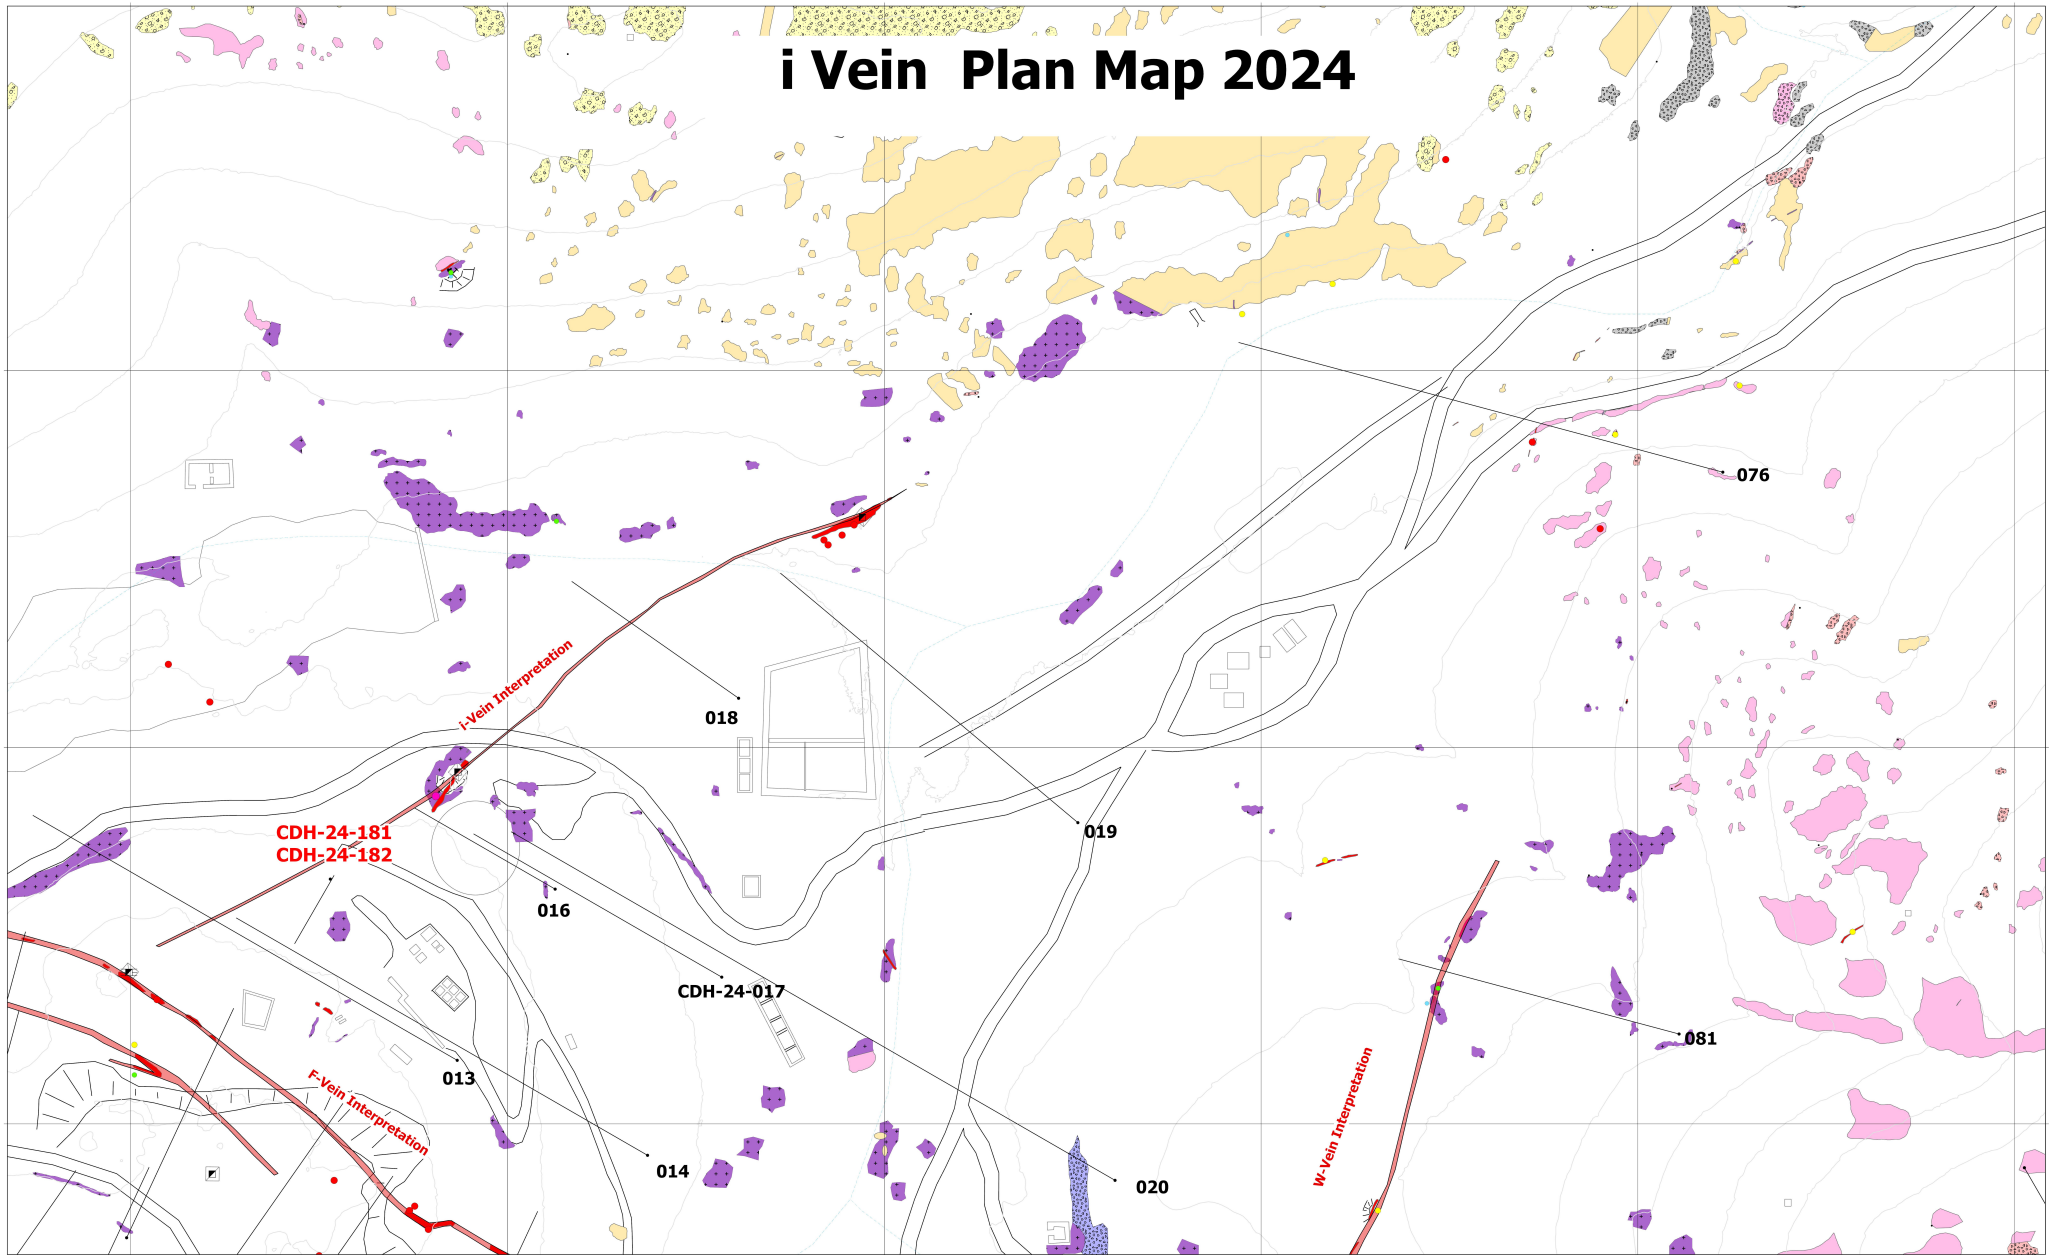 i Vein Plan Map 2024
076
i-Vein Interpretation
018
CDH-24-181
CDH-24-182
019
016
CDH-24-017
081
013
F-Vein Interpretation
W-Vein Interpretation
014
020